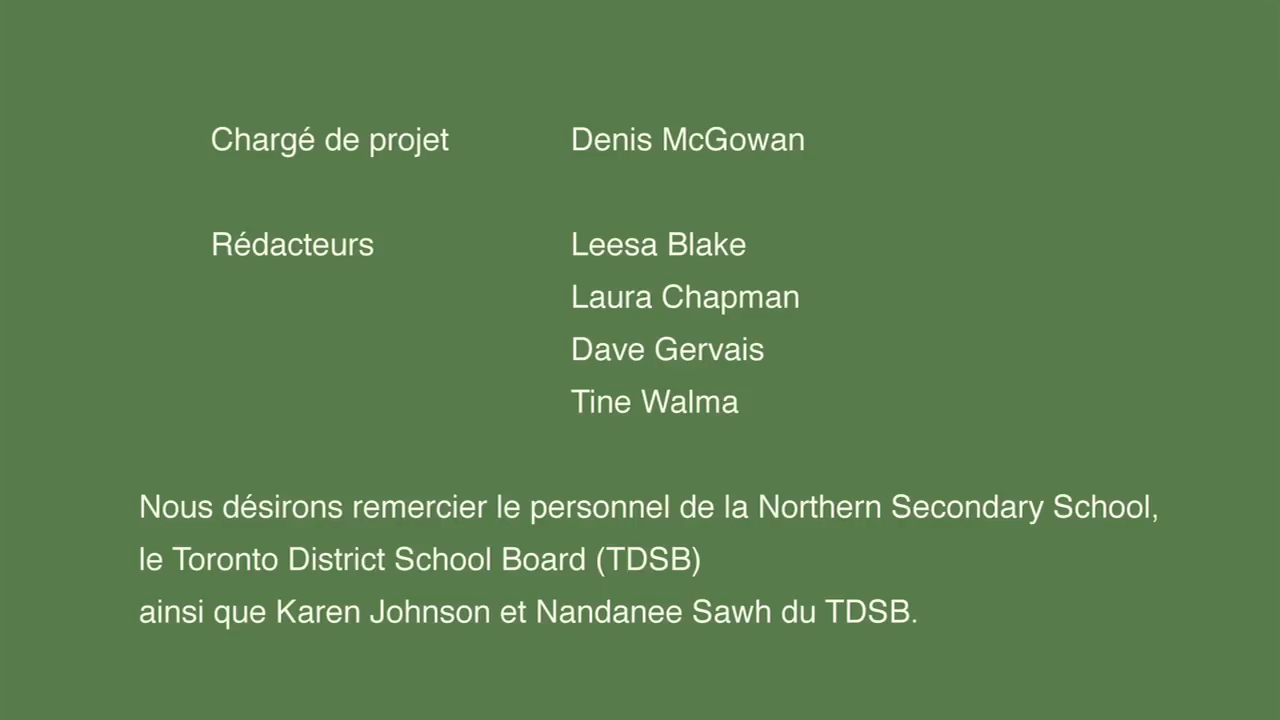 Chargé de projet Denis McGowan
Rédacteurs Leesa Blake
Laura Chapman
Dave Gervais
Tine Walma
Nous désirons remercier le personnel de la Northern Secondary School,
le Toronto District School Board (TDSB)
ainsi que Karen Johnson et Nandanee Sawh du TDSB.